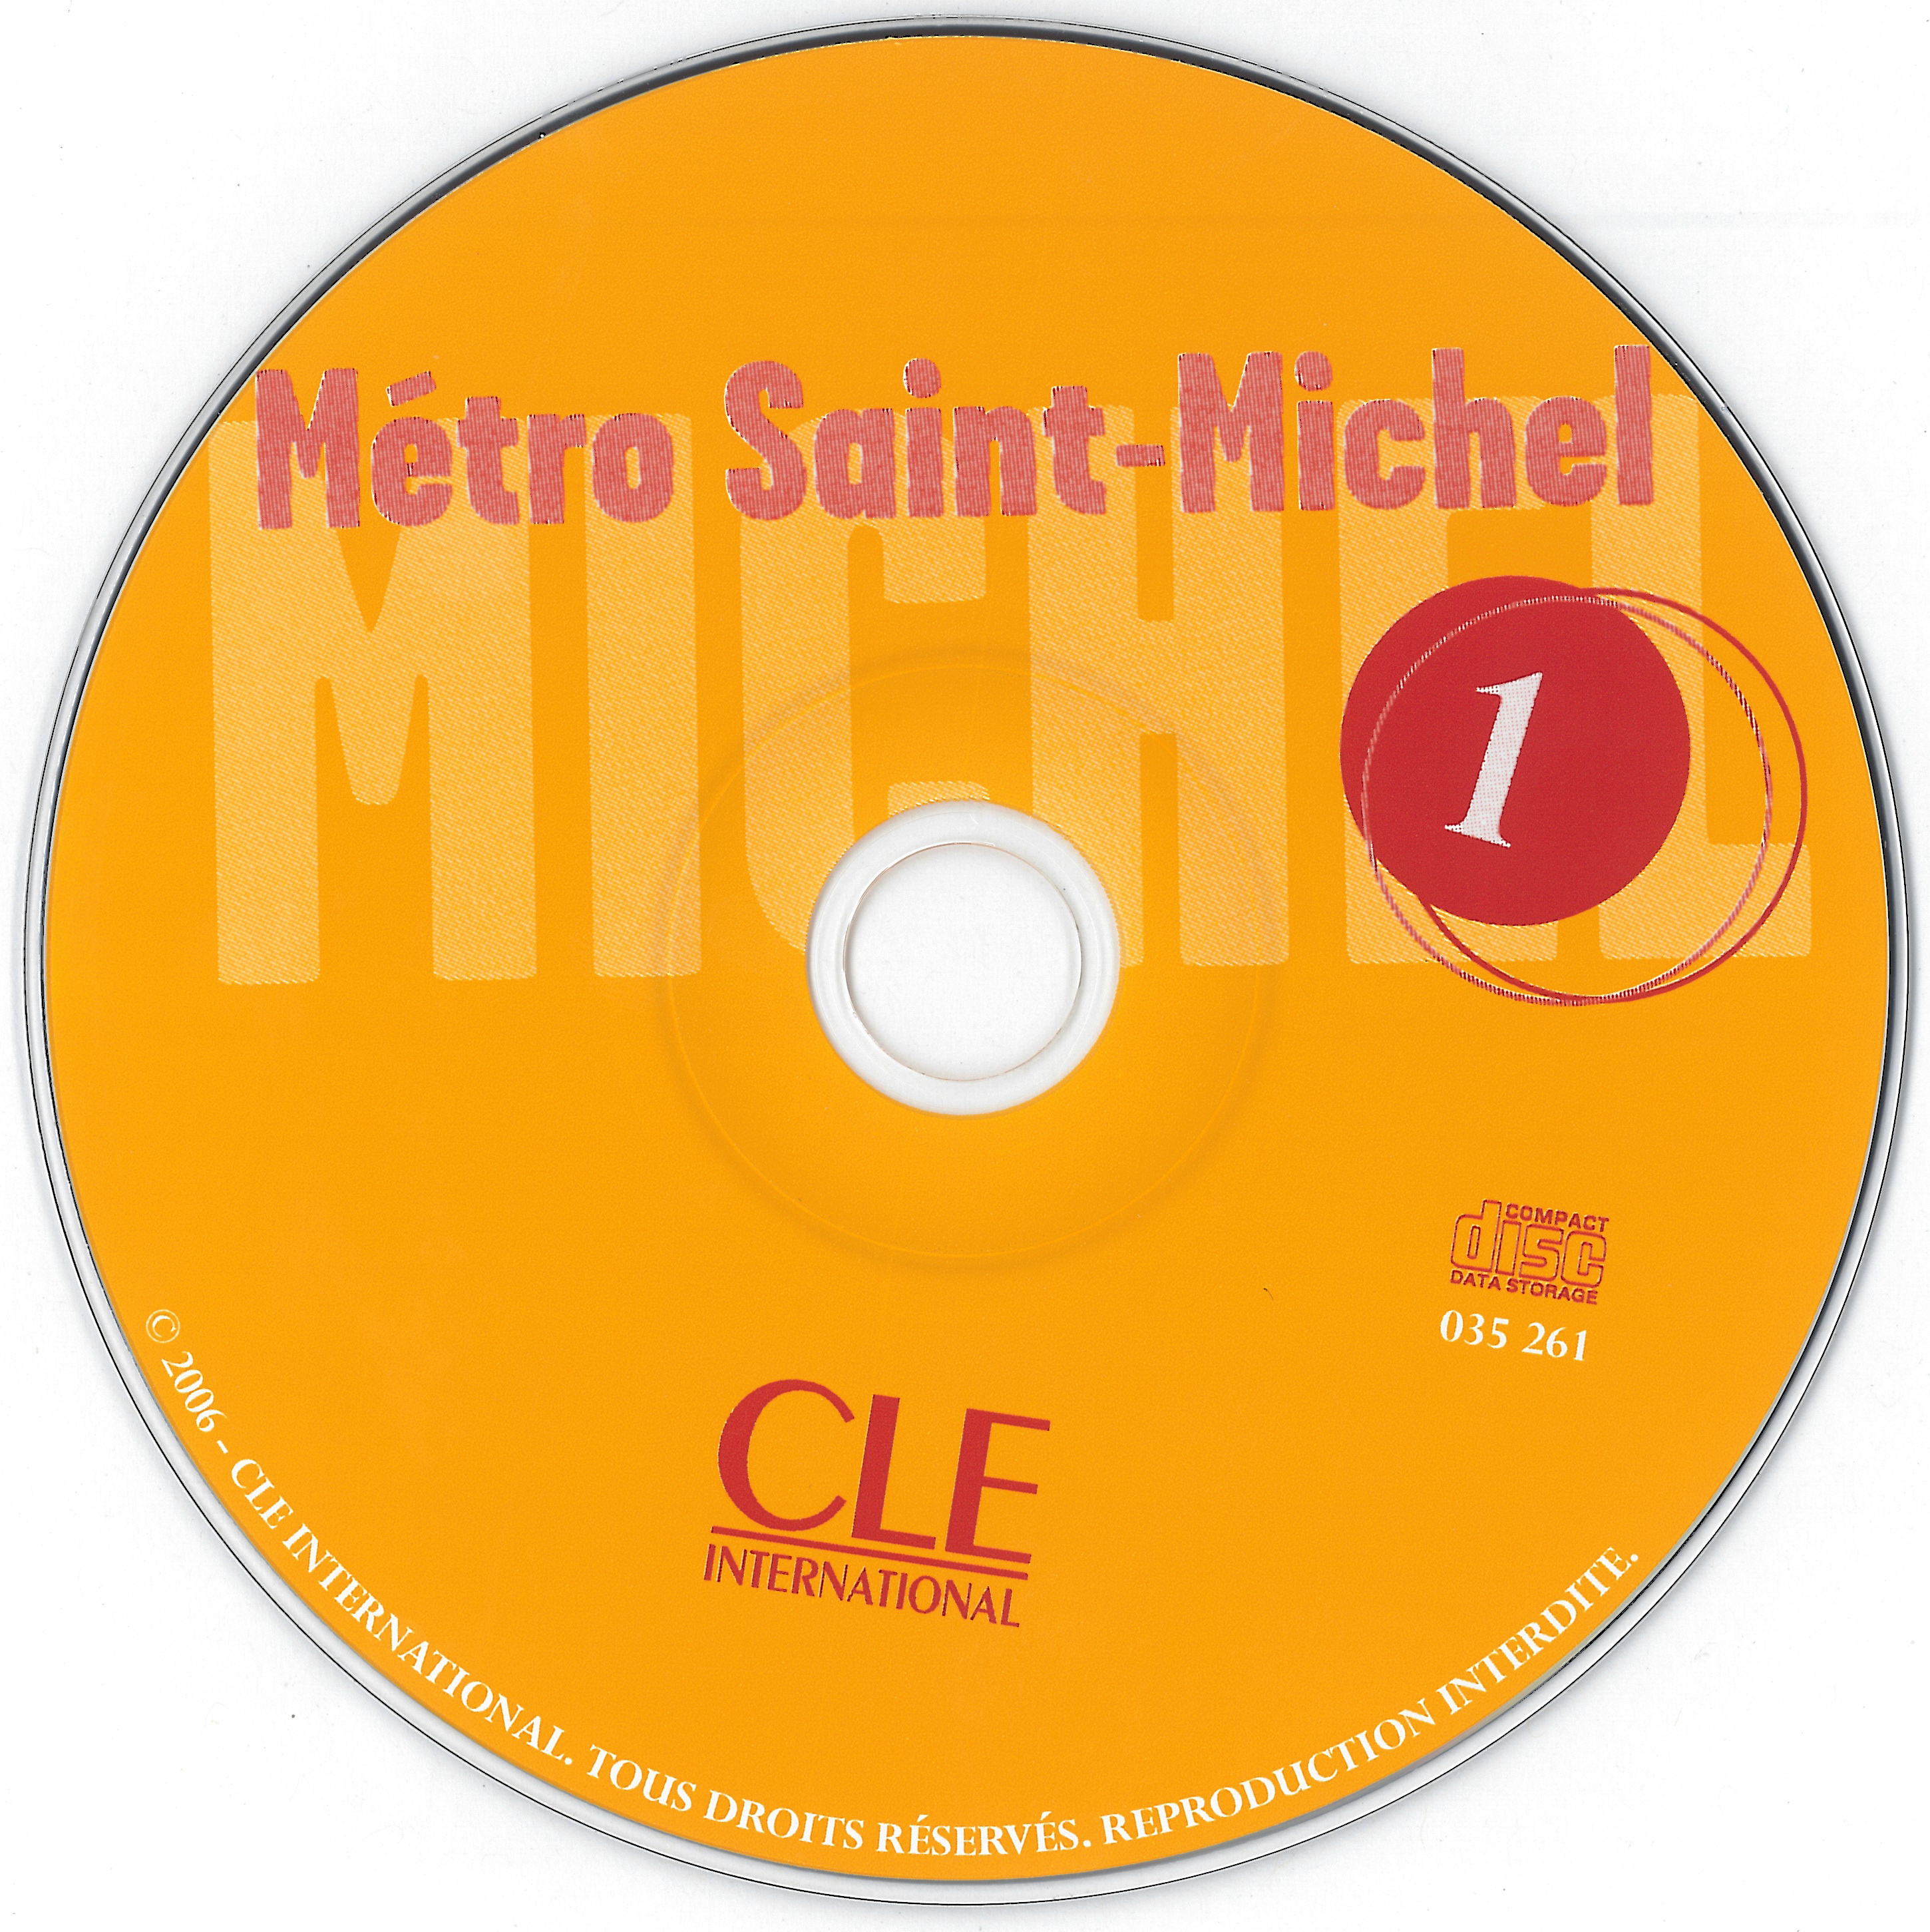 Métro Saint-Michel
MICHEL
1
COMPACT
disc
DATA STORAGE
035 261
CLE
INTERNATIONAL
© 2006 - CLE INTERNATIONAL. TOUS DROITS RÉSERVÉS. REPRODUCTION INTERDITE.